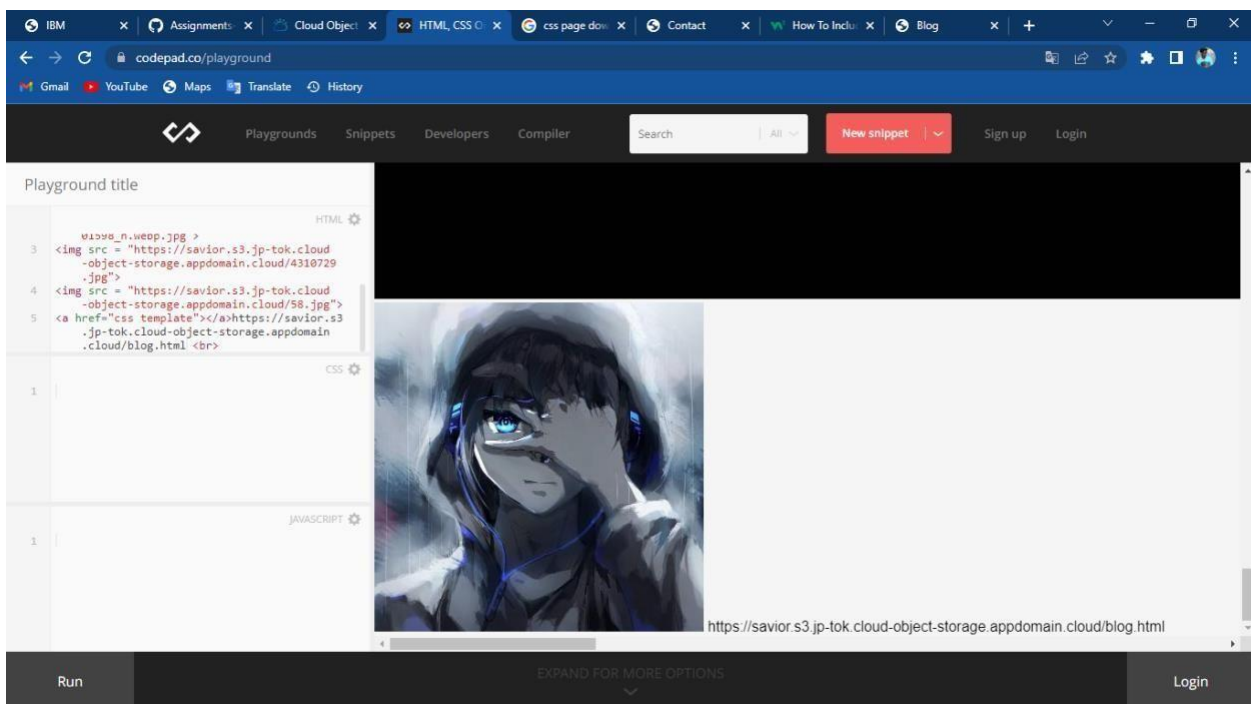 IBM
Assignments-
Cloud Object
HTML, CSS O
css page dow
Contact
How To Inclu
Blog
codepad.co/playground
Gmail YouTube Maps Translate History
Playgrounds Snippets Developers Compiler Search All New snippet Sign up Login
Playground title
HTML
01598_n.webp.jpg >
3 <img src = "https://savior.s3.jp-tok.cloud
-object-storage.appdomain.cloud/4310729
.jpg">
4 <img src = "https://savior.s3.jp-tok.cloud
-object-storage.appdomain.cloud/58.jpg">
5 <a href="css template"></a>https://savior.s3
.jp-tok.cloud-object-storage.appdomain
.cloud/blog.html <br>
CSS
1
JAVASCRIPT
1
https://savior.s3.jp-tok.cloud-object-storage.appdomain.cloud/blog.html
Run
EXPAND FOR MORE OPTIONS
Login